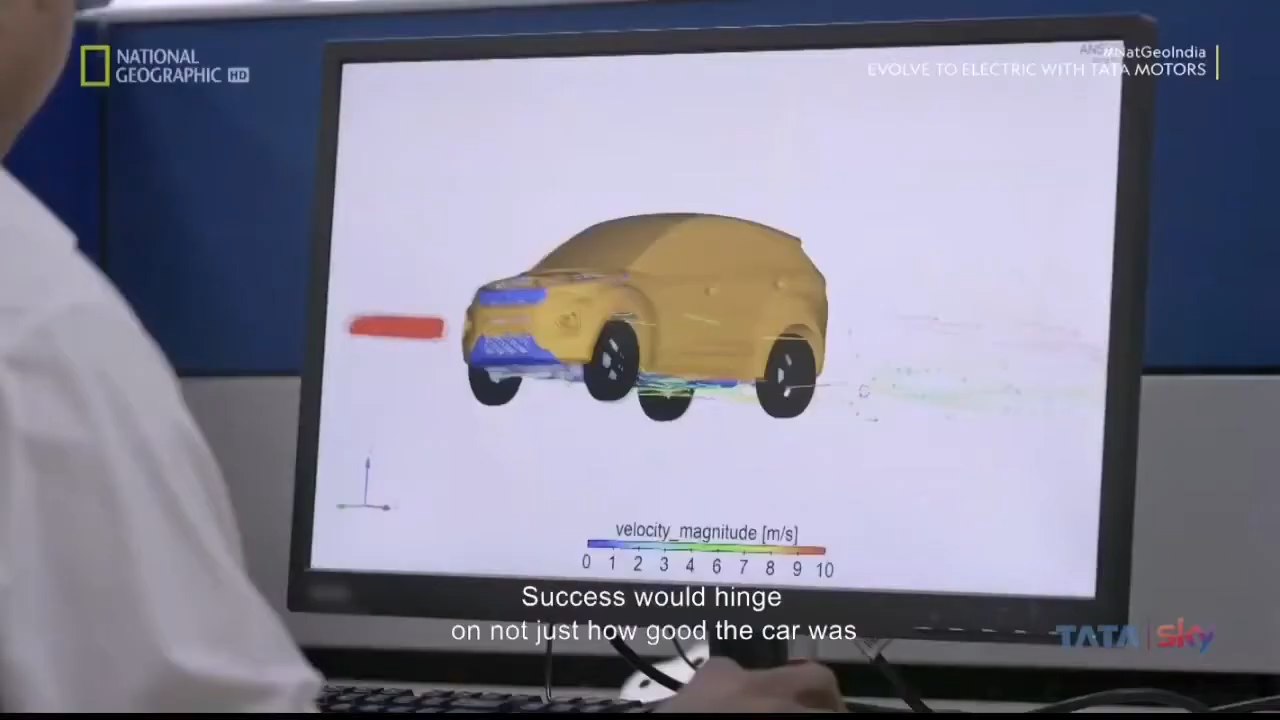 NATIONAL
GEOGRAPHIC HD
#NatGeoIndia
EVOLVE TO ELECTRIC WITH TATA MOTORS
velocity_magnitude [m/s]
0 1 2 3 4 6 7 8 9 10
Success would hinge
on not just how good the car was
TATA sky